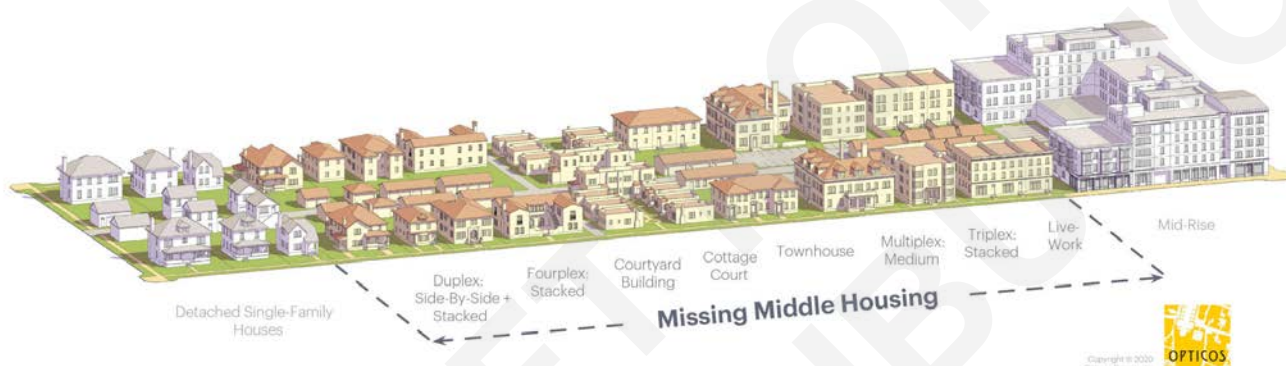 Detached Single-Family
Houses
Duplex:
Side-By-Side +
Stacked
Fourplex:
Stacked
Courtyard
Building
Cottage
Court
Townhouse
Multiplex:
Medium
Triplex:
Stacked
Live-
Work
Mid-Rise
Missing Middle Housing
Copyright © 2020
OPTICOS